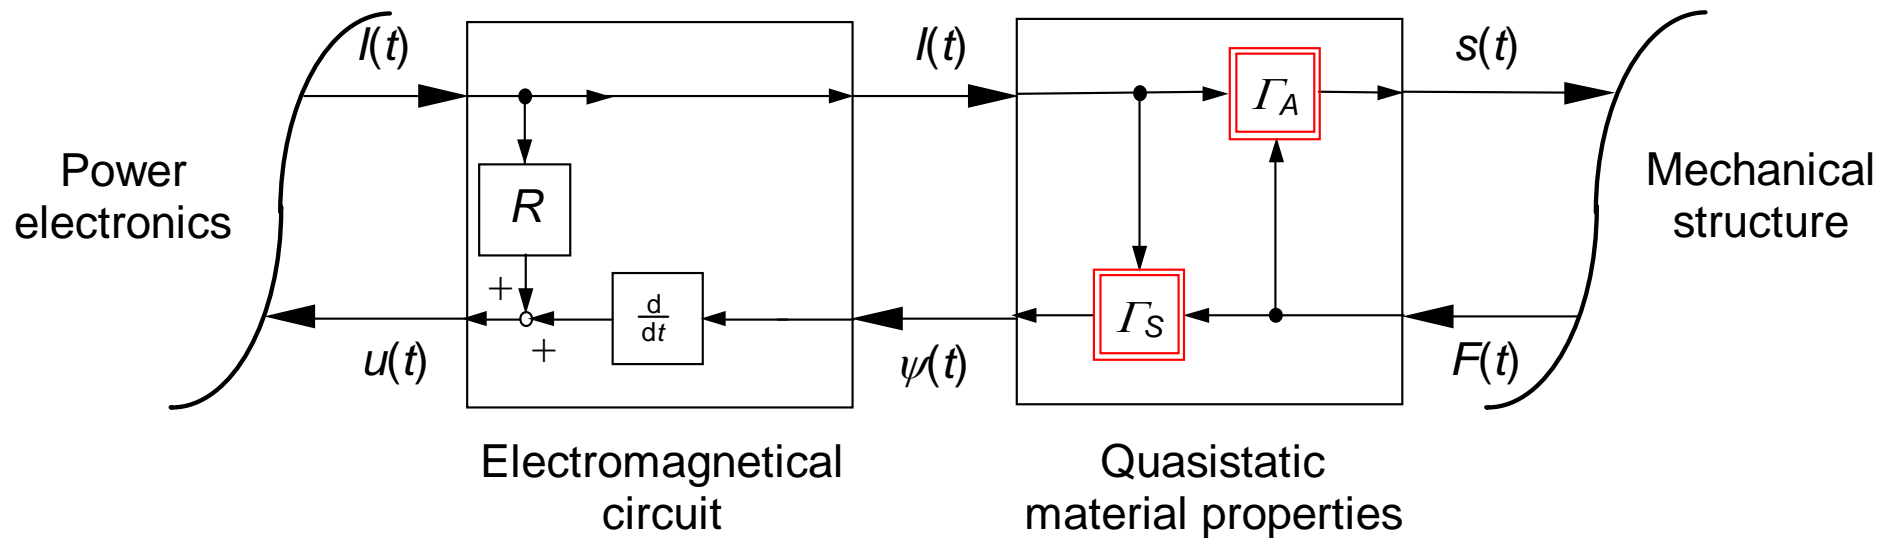 I(t)
I(t)
s(t)
Γ_A
Power
electronics
R
Mechanical
structure
+
d
dt
+
Γ_S
u(t)
ψ(t)
F(t)
Electromagnetical
circuit
Quasistatic
material properties